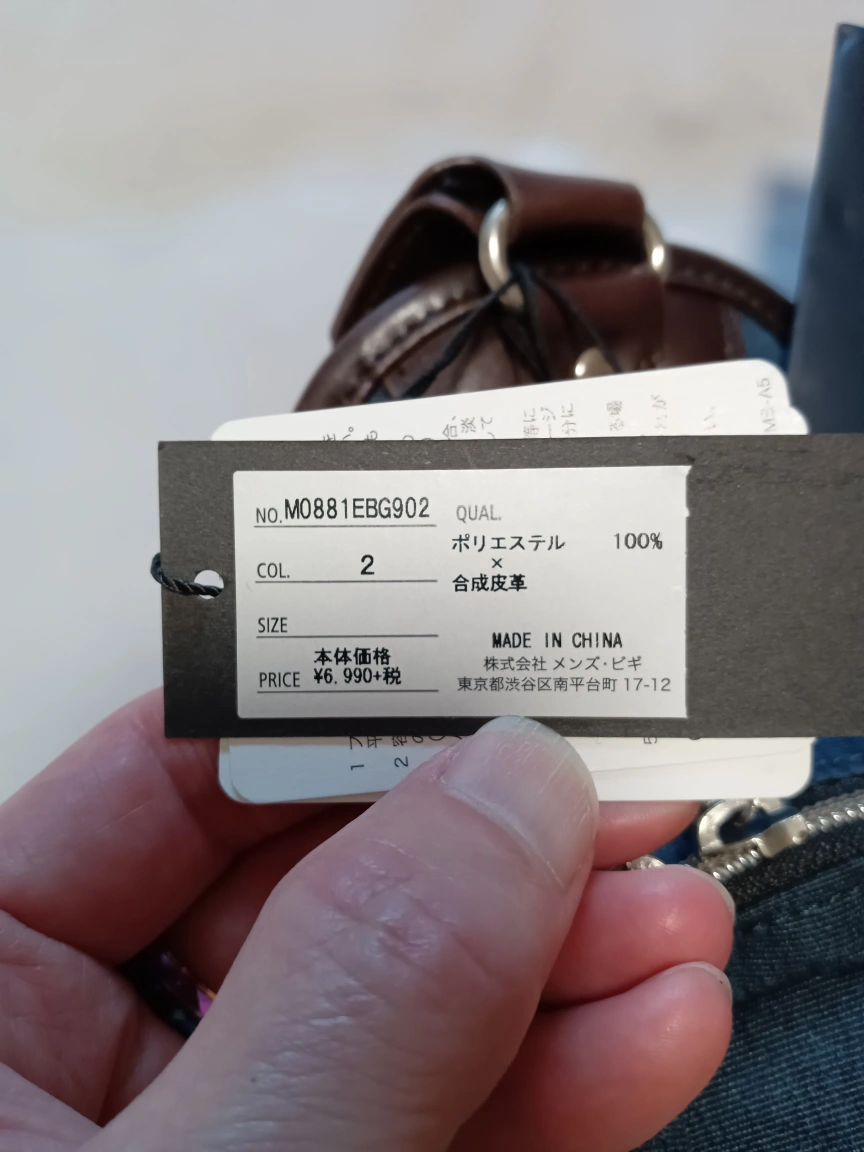 NO. M0881EBG902
COL. 2
SIZE
PRICE 本体価格
¥6,990+税
QUAL.
ポリエステル 100%
×
合成皮革
MADE IN CHINA
株式会社 メンズ・ビギ
東京都渋谷区南平台町 17-12